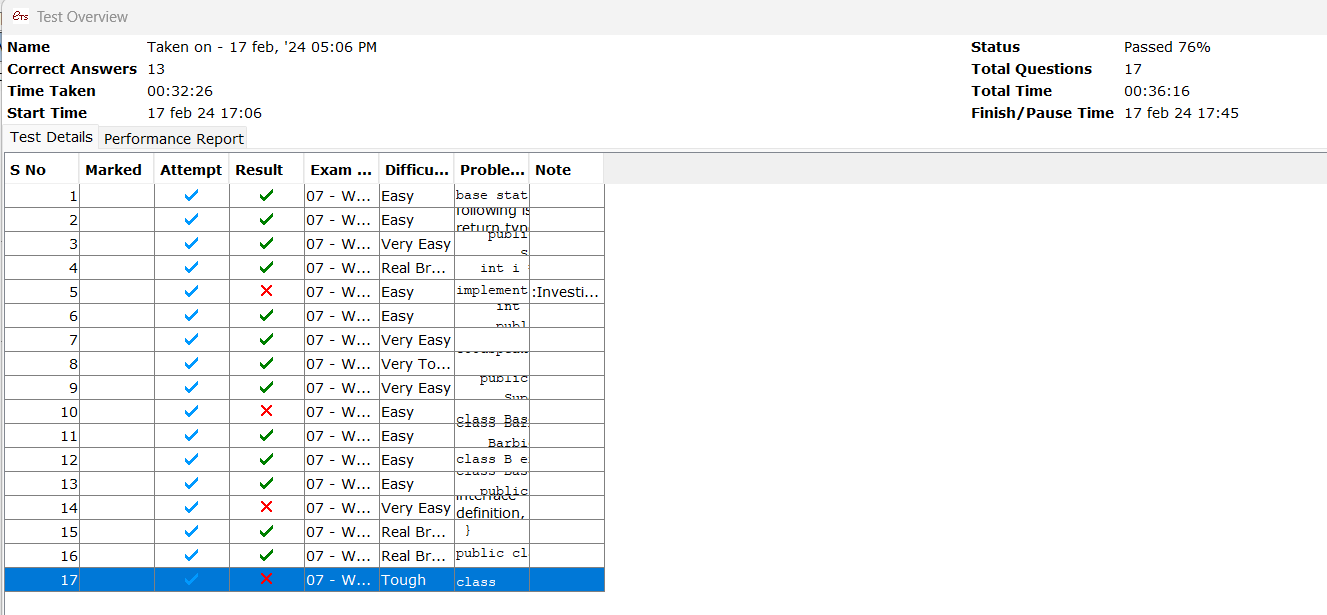 eTS Test Overview
Name Taken on - 17 feb, '24 05:06 PM Status Passed 76%
Correct Answers 13 Total Questions 17
Time Taken 00:32:26 Total Time 00:36:16
Start Time 17 feb 24 17:06 Finish/Pause Time 17 feb 24 17:45
Test Details Performance Report
S No Marked Attempt Result Exam ... Difficu... Proble... Note
1 07 - W... Easy base stat
2 07 - W... Easy following is
return typ
3 07 - W... Very Easy publi
S
4 07 - W... Real Br... int i
5 07 - W... Easy implement :Investi...
6 07 - W... Easy int
publ
7 07 - W... Very Easy
8 07 - W... Very To...
9 07 - W... Very Easy public
Sup
10 07 - W... Easy class Bas
11 07 - W... Easy class Bar
Barbi
12 07 - W... Easy class B e
13 07 - W... Easy class Bas
public
14 07 - W... Very Easy interface
definition,
15 07 - W... Real Br... }
16 07 - W... Real Br... public cl
17 07 - W... Tough class